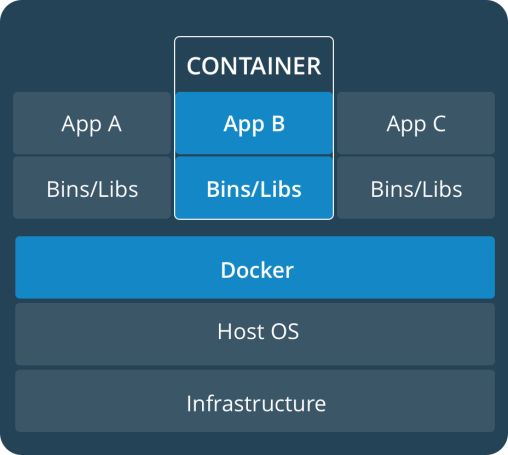 CONTAINER
App A
App B
App C
Bins/Libs
Bins/Libs
Bins/Libs
Docker
Host OS
Infrastructure